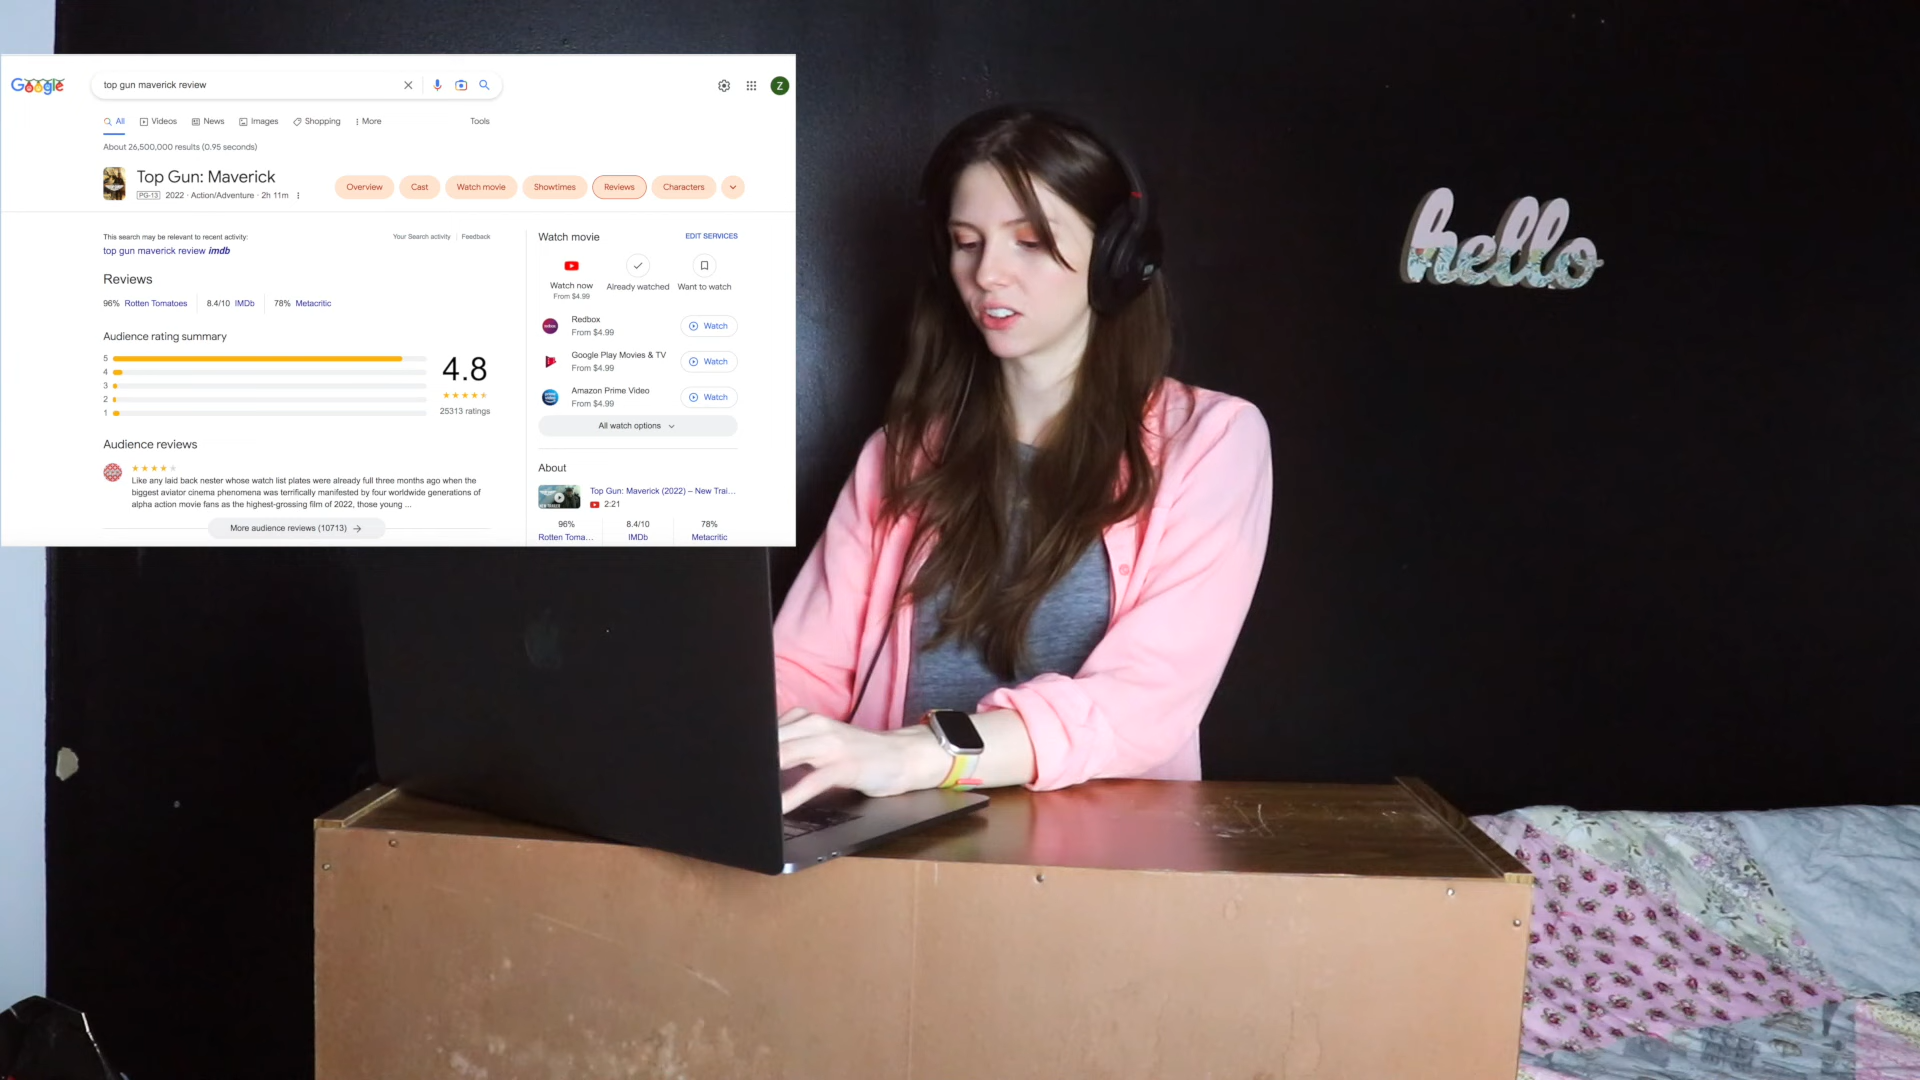 Google
top gun maverick review
Z
All Videos News Images Shopping More Tools
About 26,500,000 results (0.95 seconds)
Top Gun: Maverick
PG-13 2022 · Action/Adventure · 2h 11m
Overview Cast Watch movie Showtimes Reviews Characters
This search may be relevant to recent activity:
Your Search activity Feedback
top gun maverick review imdb
Reviews
96% Rotten Tomatoes 8.4/10 IMDb 78% Metacritic
Audience rating summary
5
4
3
2
1
4.8
25313 ratings
Audience reviews
Like any laid back nester whose watch list plates were already full three months ago when the
biggest aviator cinema phenomena was terrifically manifested by four worldwide generations of
alpha action movie fans as the highest-grossing film of 2022, those young ...
More audience reviews (10713)
Watch movie EDIT SERVICES
Watch now Already watched Want to watch
From $4.99
Redbox
From $4.99
Watch
Google Play Movies & TV
From $4.99
Watch
Amazon Prime Video
From $4.99
Watch
All watch options
About
Top Gun: Maverick (2022) – New Trai...
2:21
96% 8.4/10 78%
Rotten Toma... IMDb Metacritic
hello